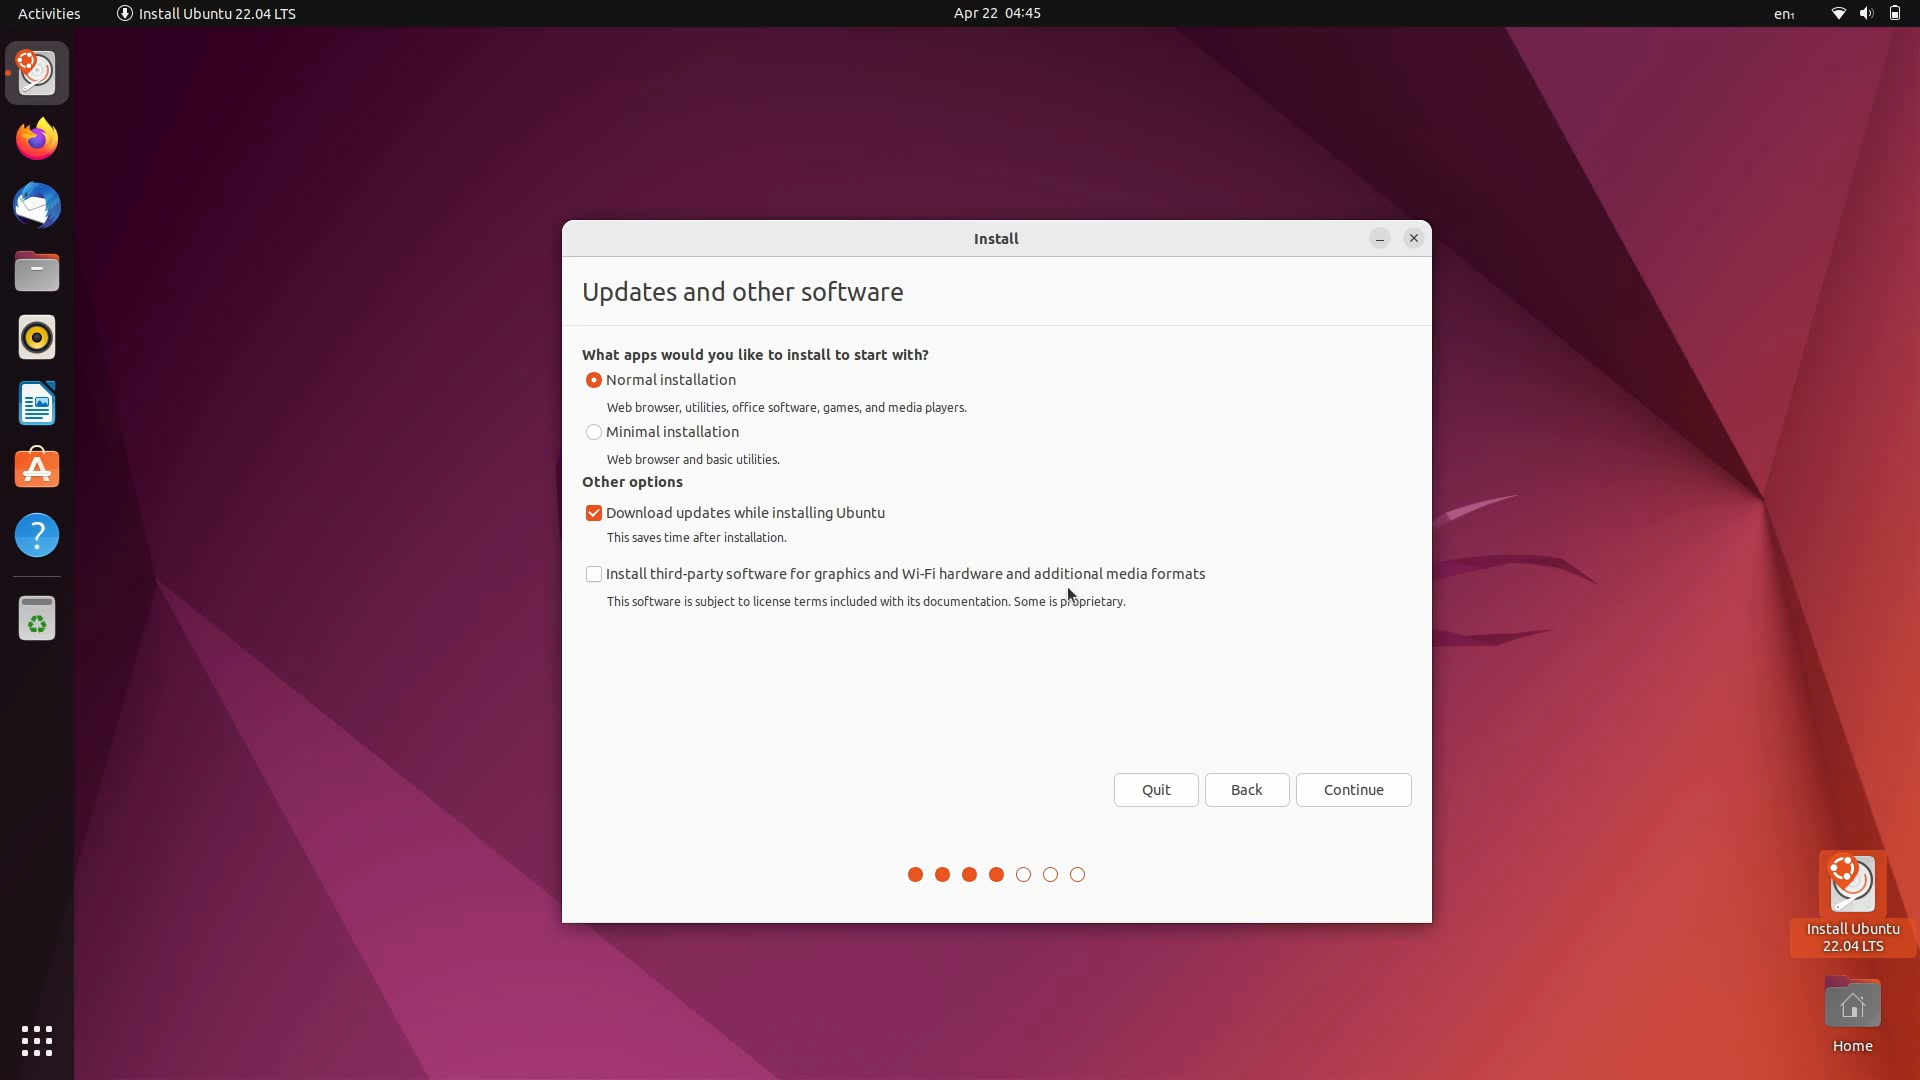 Activities
Install Ubuntu 22.04 LTS
Apr 22 04:45
en₁
Install
Updates and other software
What apps would you like to install to start with?
Normal installation
Web browser, utilities, office software, games, and media players.
Minimal installation
Web browser and basic utilities.
Other options
Download updates while installing Ubuntu
This saves time after installation.
Install third-party software for graphics and Wi-Fi hardware and additional media formats
This software is subject to license terms included with its documentation. Some is proprietary.
Quit
Back
Continue
Install Ubuntu
22.04 LTS
Home